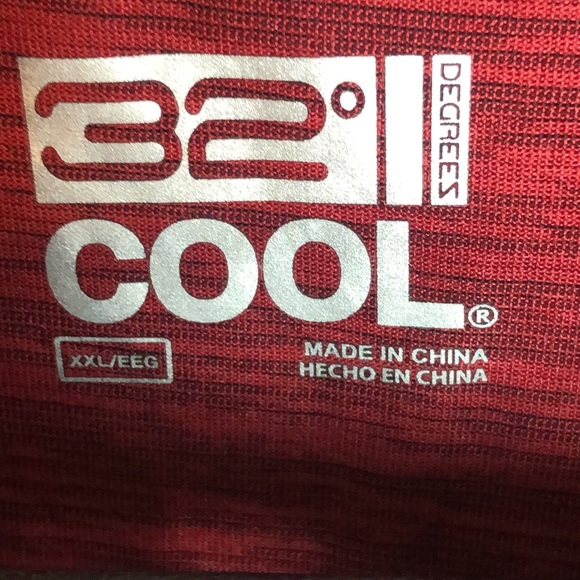 32° DEGREES
COOL®
XXL/EEG
MADE IN CHINA
HECHO EN CHINA